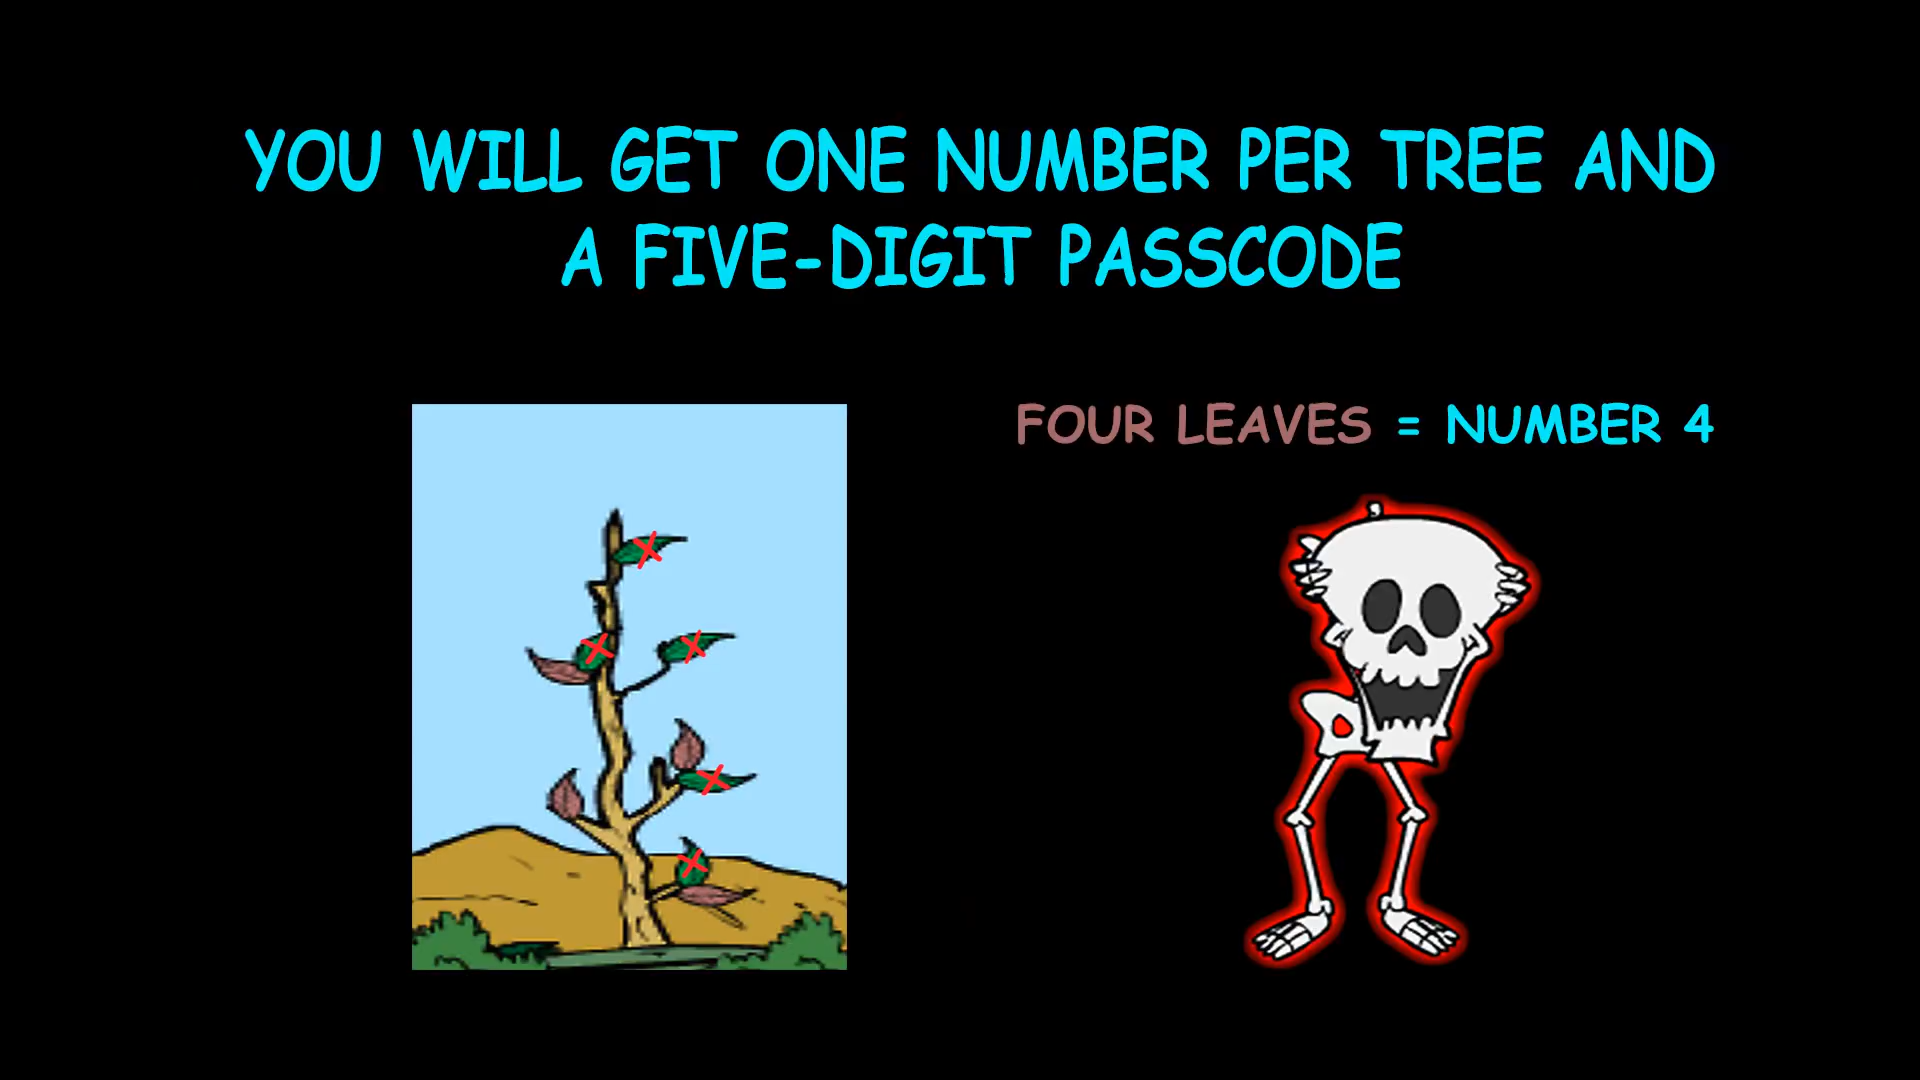 YOU WILL GET ONE NUMBER PER TREE AND
A FIVE-DIGIT PASSCODE
FOUR LEAVES = NUMBER 4